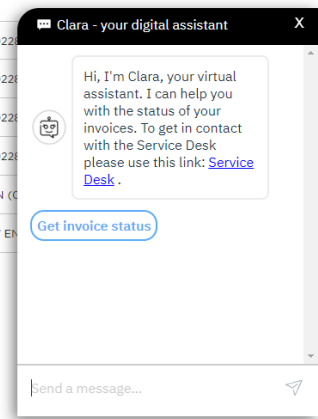 Clara - your digital assistant X
Hi, I'm Clara, your virtual
assistant. I can help you
with the status of your
invoices. To get in contact
with the Service Desk
please use this link: Service
Desk .
Get invoice status
Send a message...